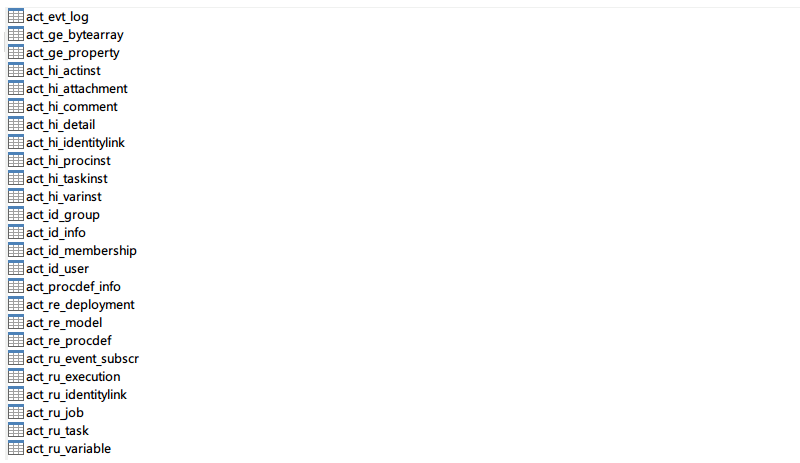 act_evt_log
act_ge_bytearray
act_ge_property
act_hi_actinst
act_hi_attachment
act_hi_comment
act_hi_detail
act_hi_identitylink
act_hi_procinst
act_hi_taskinst
act_hi_varinst
act_id_group
act_id_info
act_id_membership
act_id_user
act_procdef_info
act_re_deployment
act_re_model
act_re_procdef
act_ru_event_subscr
act_ru_execution
act_ru_identitylink
act_ru_job
act_ru_task
act_ru_variable